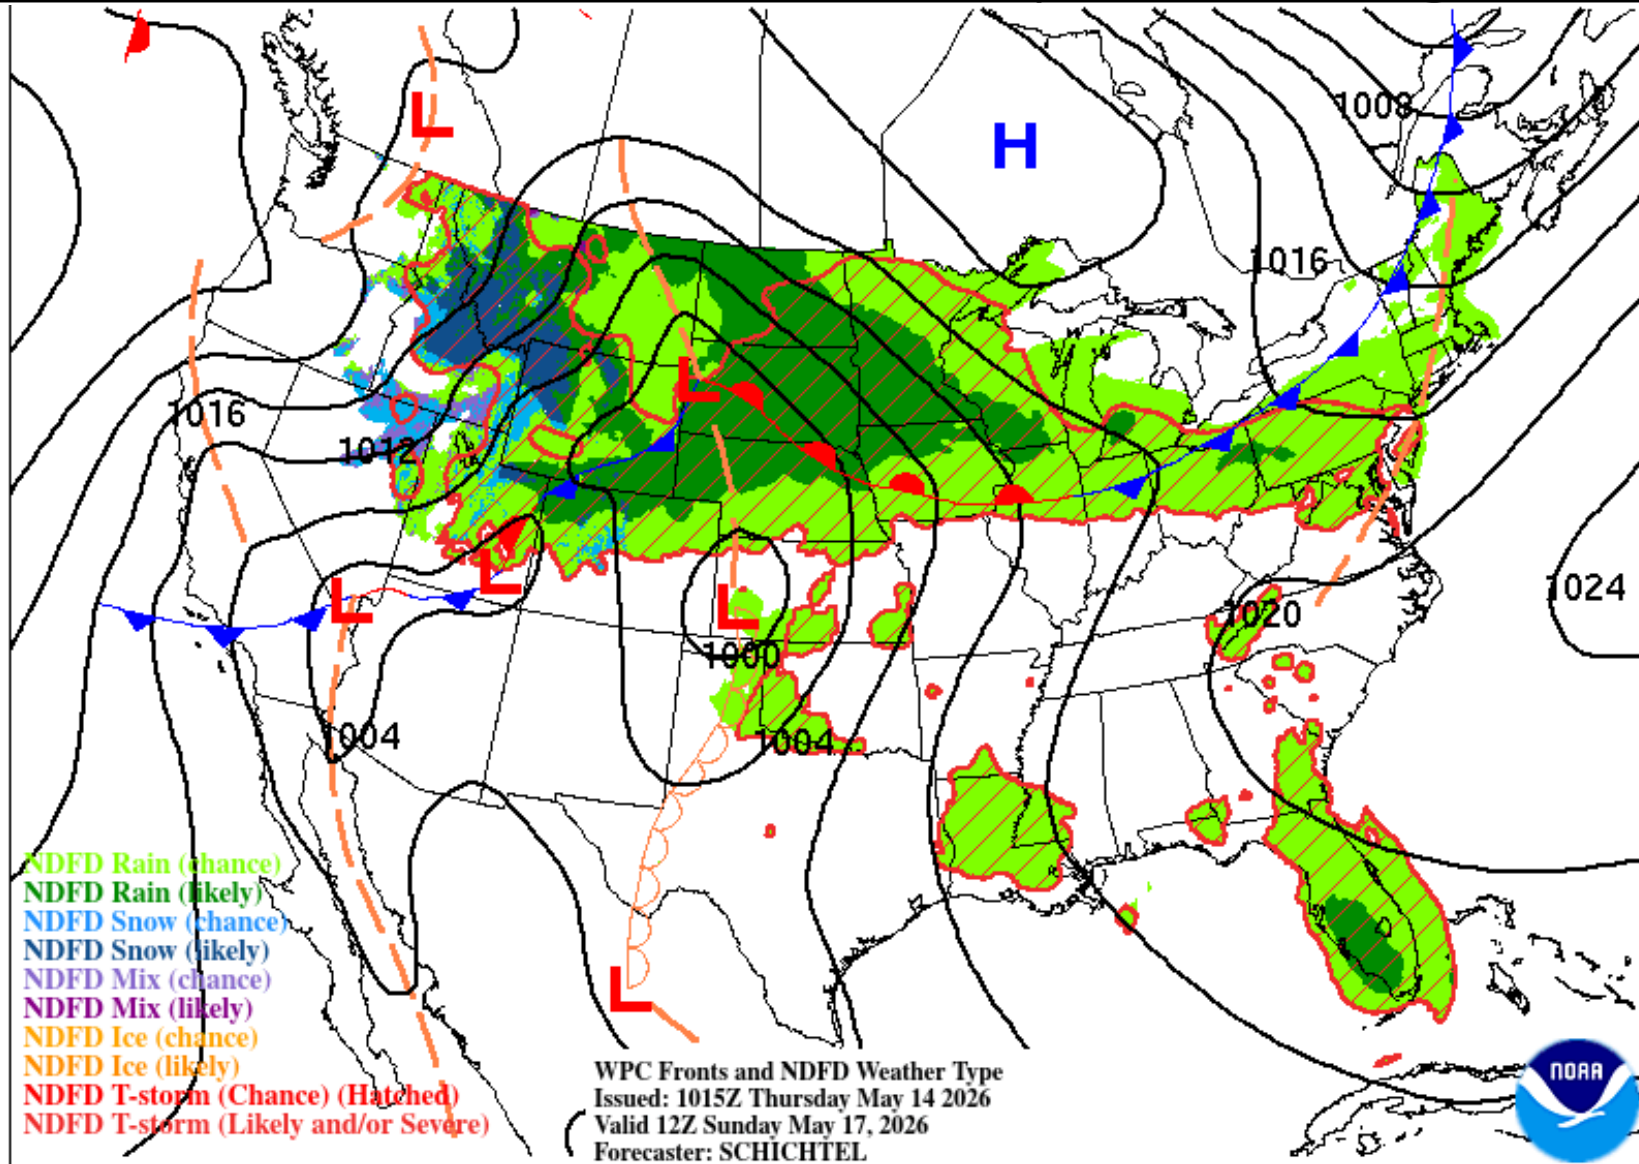 L
H
1008
1016
L
1016
1012
L
L
1024
L
1020
1000
1004
1004
NDFD Rain (chance)
NDFD Rain (likely)
NDFD Snow (chance)
NDFD Snow (likely)
NDFD Mix (chance)
NDFD Mix (likely)
NDFD Ice (chance)
NDFD Ice (likely)
NDFD T-storm (Chance) (Hatched)
NDFD T-storm (Likely and/or Severe)
L
WPC Fronts and NDFD Weather Type
Issued: 1015Z Thursday May 14 2026
Valid 12Z Sunday May 17, 2026
Forecaster: SCHICHTEL
NOAA